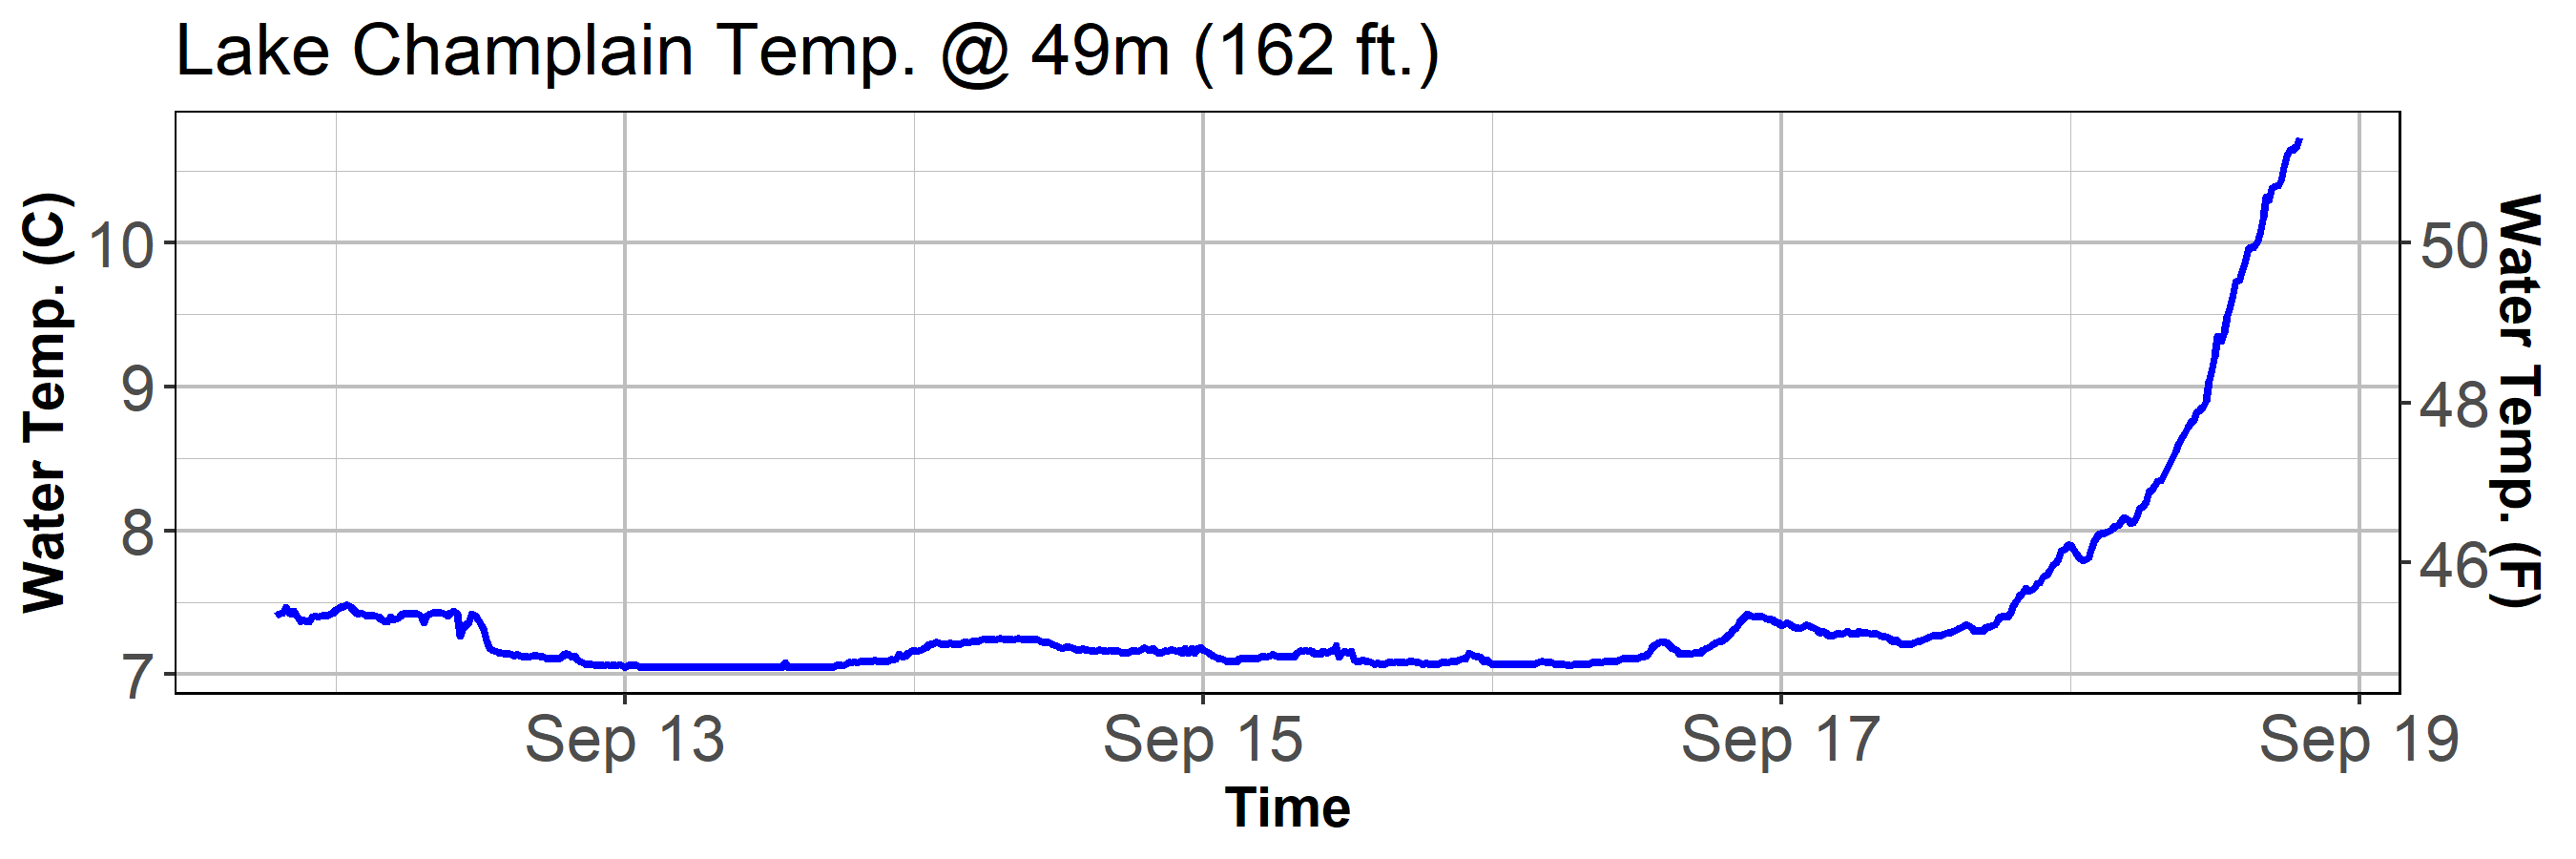 Lake Champlain Temp. @ 49m (162 ft.)
Water Temp. (C)
10
9
8
7
50
48
46
Water Temp. (F)
Sep 13
Sep 15
Sep 17
Sep 19
Time